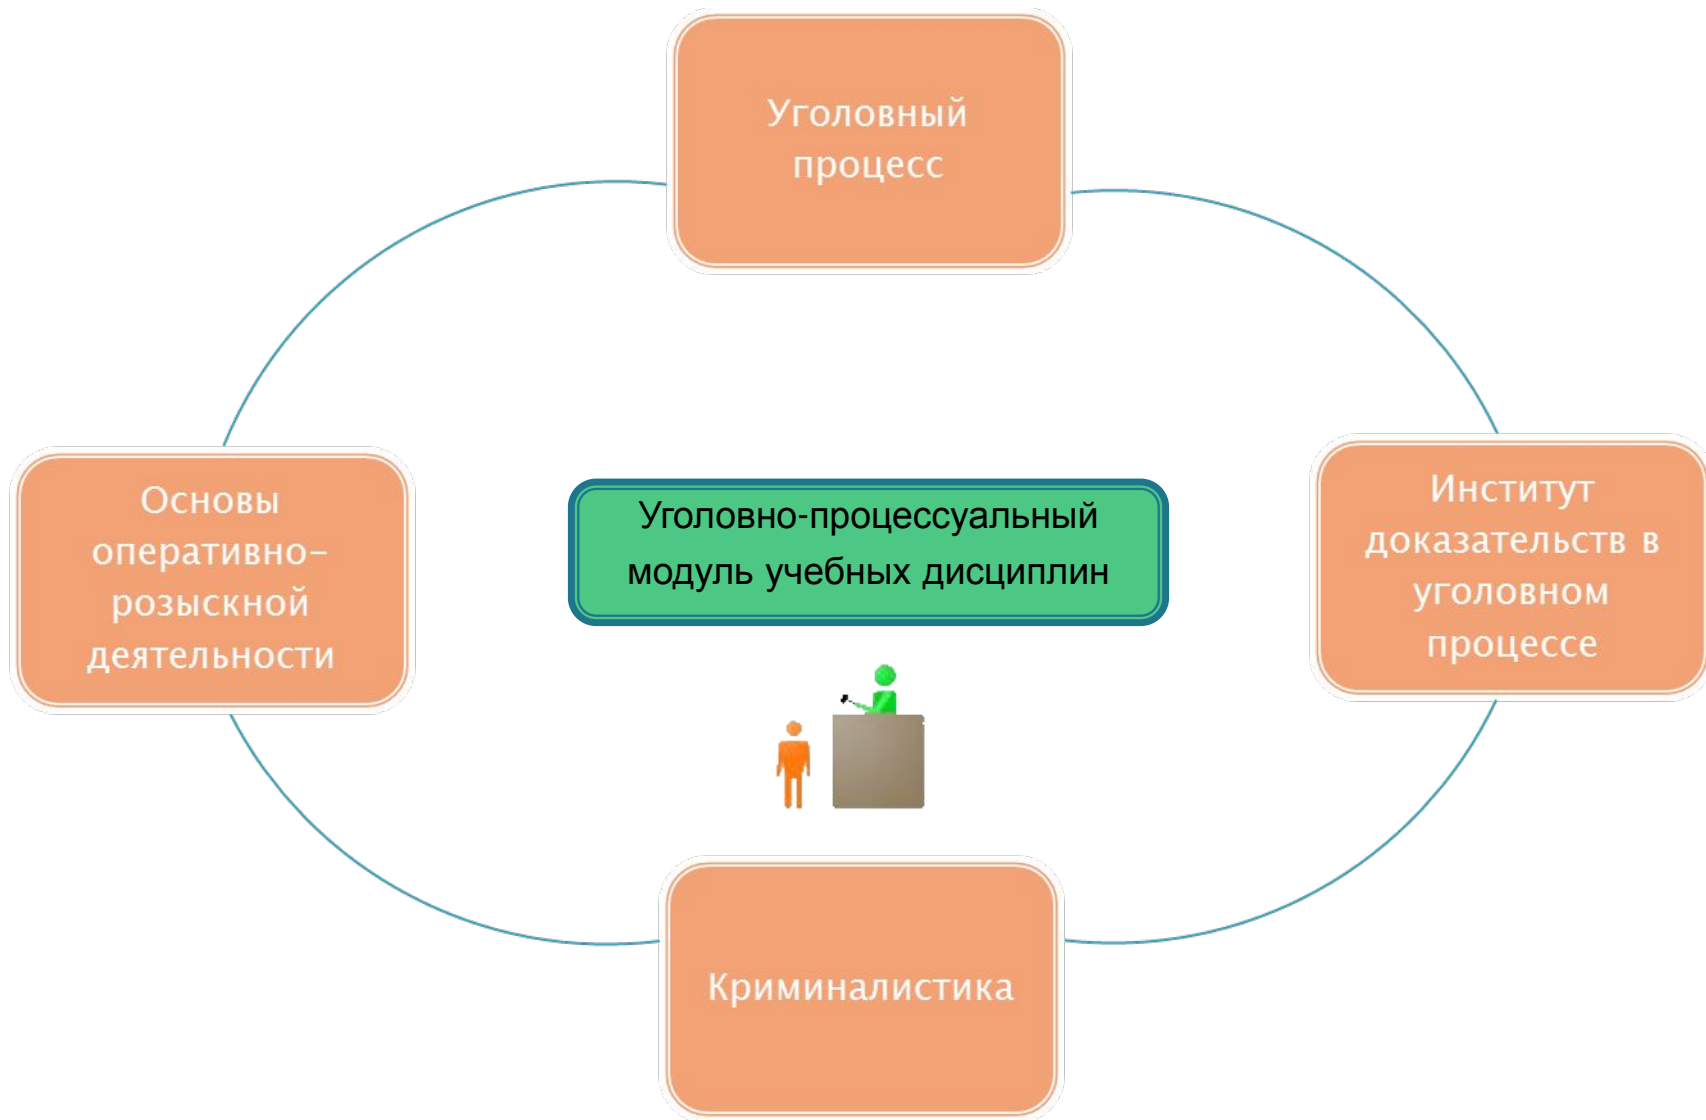 Уголовный
процесс
Основы
оперативно-
розыскной
деятельности
Уголовно-процессуальный
модуль учебных дисциплин
Институт
доказательств в
уголовном
процессе
Криминалистика